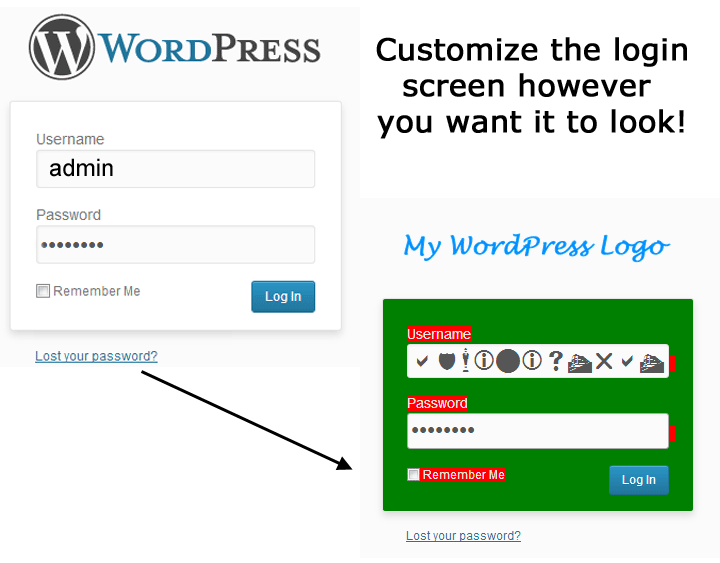 WORDPRESS
Username
admin
Password
Remember Me
Log In
Lost your password?
Customize the login
screen however
you want it to look!
My WordPress Logo
Username
Password
Remember Me
Log In
Lost your password?